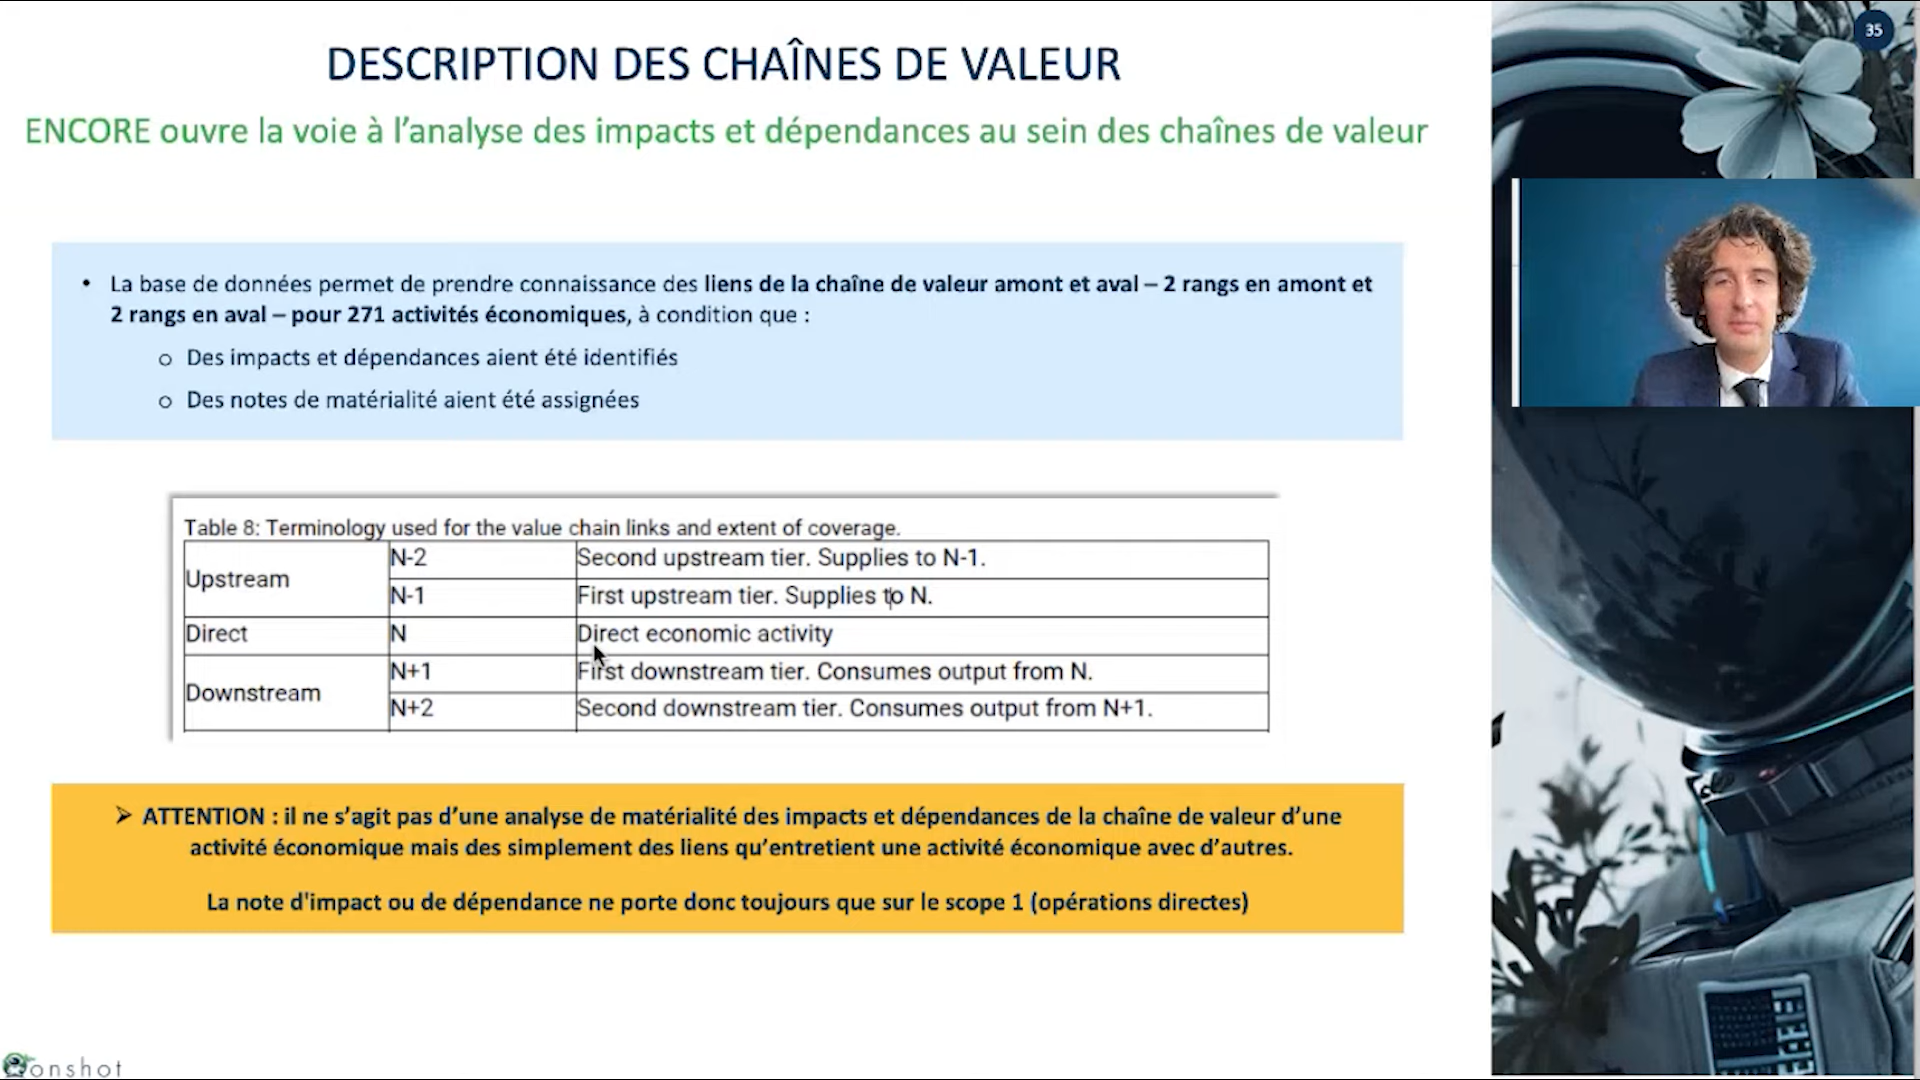 35
DESCRIPTION DES CHAÎNES DE VALEUR
ENCORE ouvre la voie à l’analyse des impacts et dépendances au sein des chaînes de valeur
• La base de données permet de prendre connaissance des liens de la chaîne de valeur amont et aval – 2 rangs en amont et
2 rangs en aval – pour 271 activités économiques, à condition que :
o Des impacts et dépendances aient été identifiés
o Des notes de matérialité aient été assignées
Table 8: Terminology used for the value chain links and extent of coverage.
Upstream
N-2 Second upstream tier. Supplies to N-1.
N-1 First upstream tier. Supplies to N.
Direct N Direct economic activity
Downstream
N+1 First downstream tier. Consumes output from N.
N+2 Second downstream tier. Consumes output from N+1.
➢ ATTENTION : il ne s’agit pas d’une analyse de matérialité des impacts et dépendances de la chaîne de valeur d’une
activité économique mais des simplement des liens qu’entretient une activité économique avec d’autres.
La note d'impact ou de dépendance ne porte donc toujours que sur le scope 1 (opérations directes)
onshot